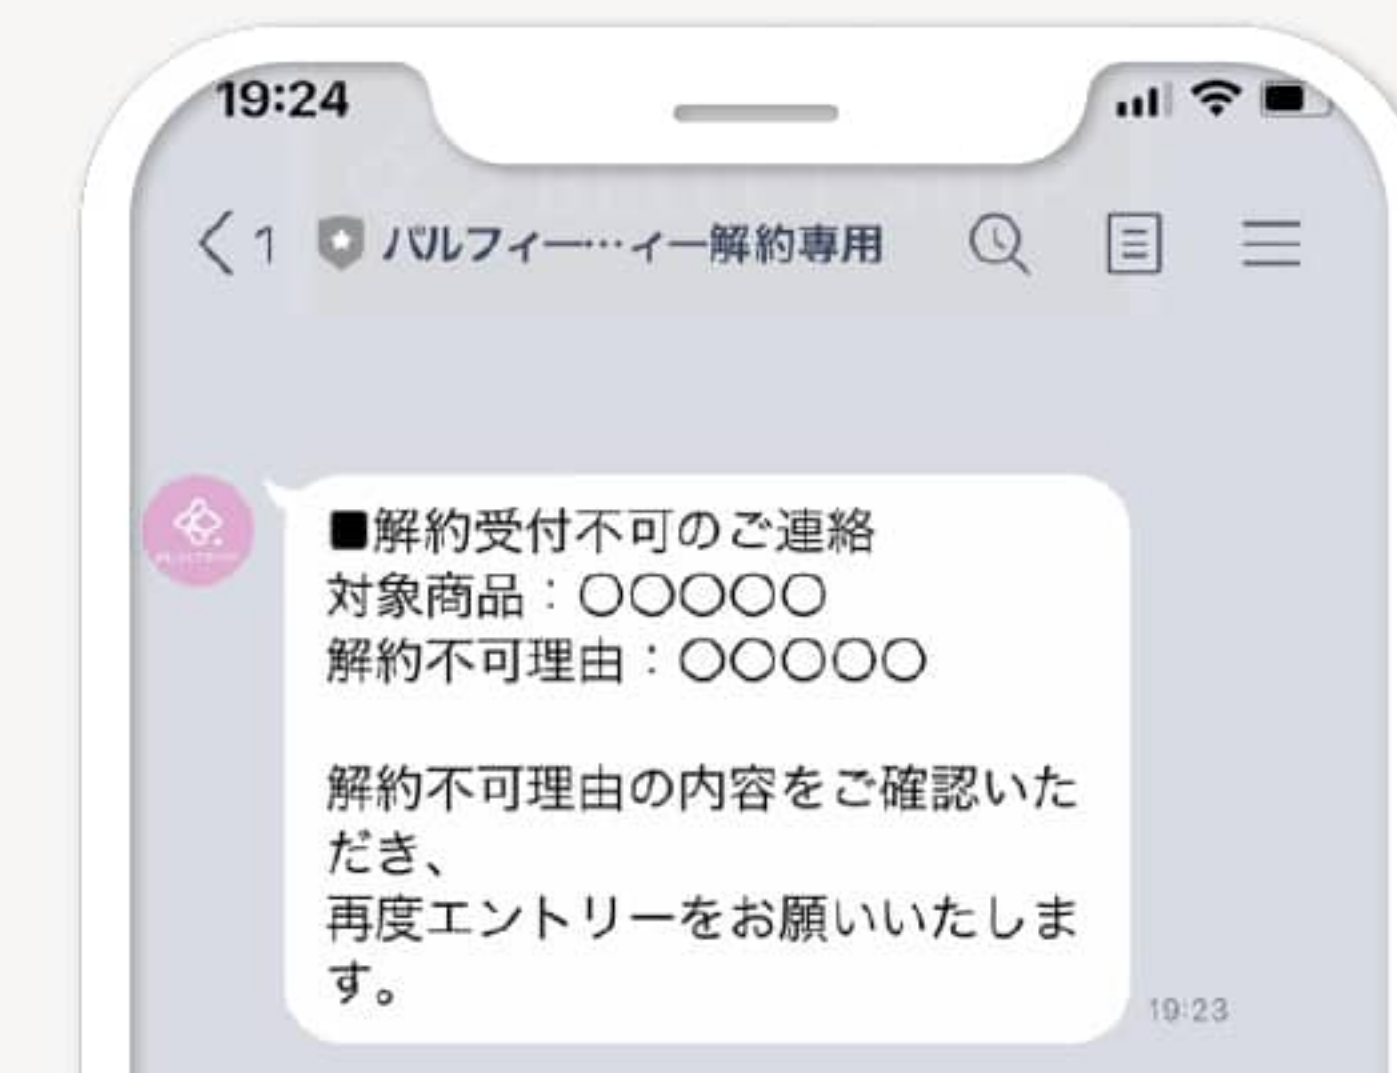 19:24
1 パルフィー…ィー解約専用
■解約受付不可のご連絡
対象商品：〇〇〇〇〇
解約不可理由：〇〇〇〇〇
解約不可理由の内容をご確認いた
だき、
再度エントリーをお願いいたしま
す。
19:23